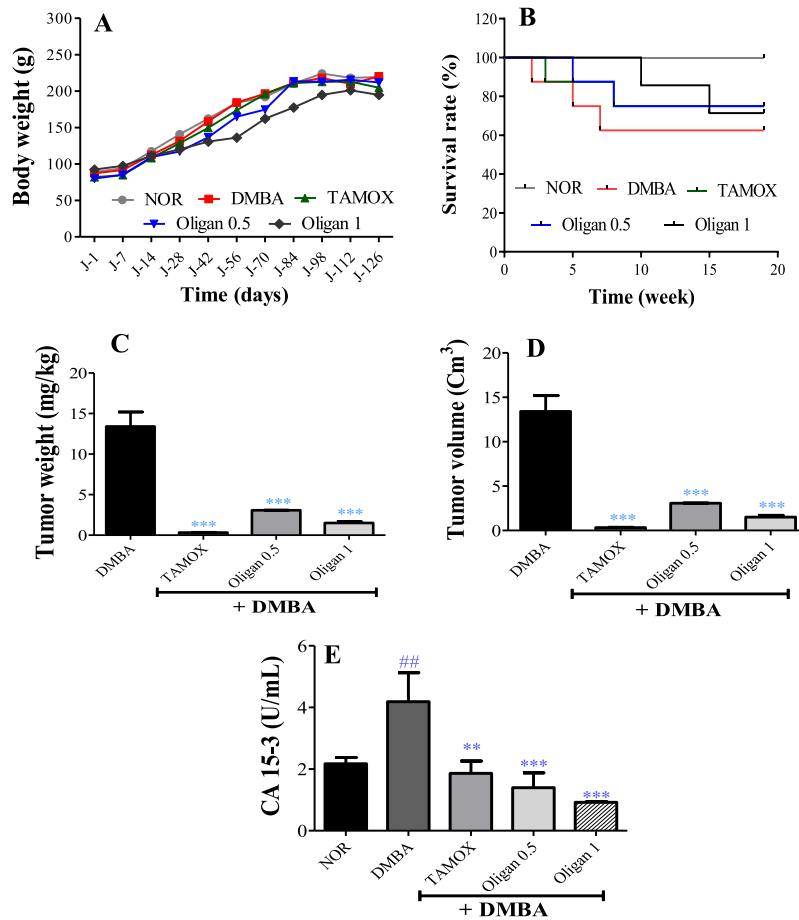 A
Body weight (g)
300
250
200
150
100
50
0
NOR DMBA TAMOX
Oligan 0.5 Oligan 1
J-1 J-7 J-14 J-28 J-42 J-56 J-70 J-84 J-98 J-112 J-126
Time (days)
B
Survival rate (%)
120
100
80
60
40
20
0
NOR DMBA TAMOX
Oligan 0.5 Oligan 1
0 5 10 15 20
Time (week)
C
Tumor weight (mg/kg)
20
15
10
5
0
*** *** ***
DMBA TAMOX Oligan 0.5 Oligan 1
+ DMBA
D
Tumor volume (Cm³)
20
15
10
5
0
*** *** ***
DMBA TAMOX Oligan 0.5 Oligan 1
+ DMBA
E
CA 15-3 (U/mL)
6
4
2
0
## ** *** ***
NOR DMBA TAMOX Oligan 0.5 Oligan 1
+ DMBA